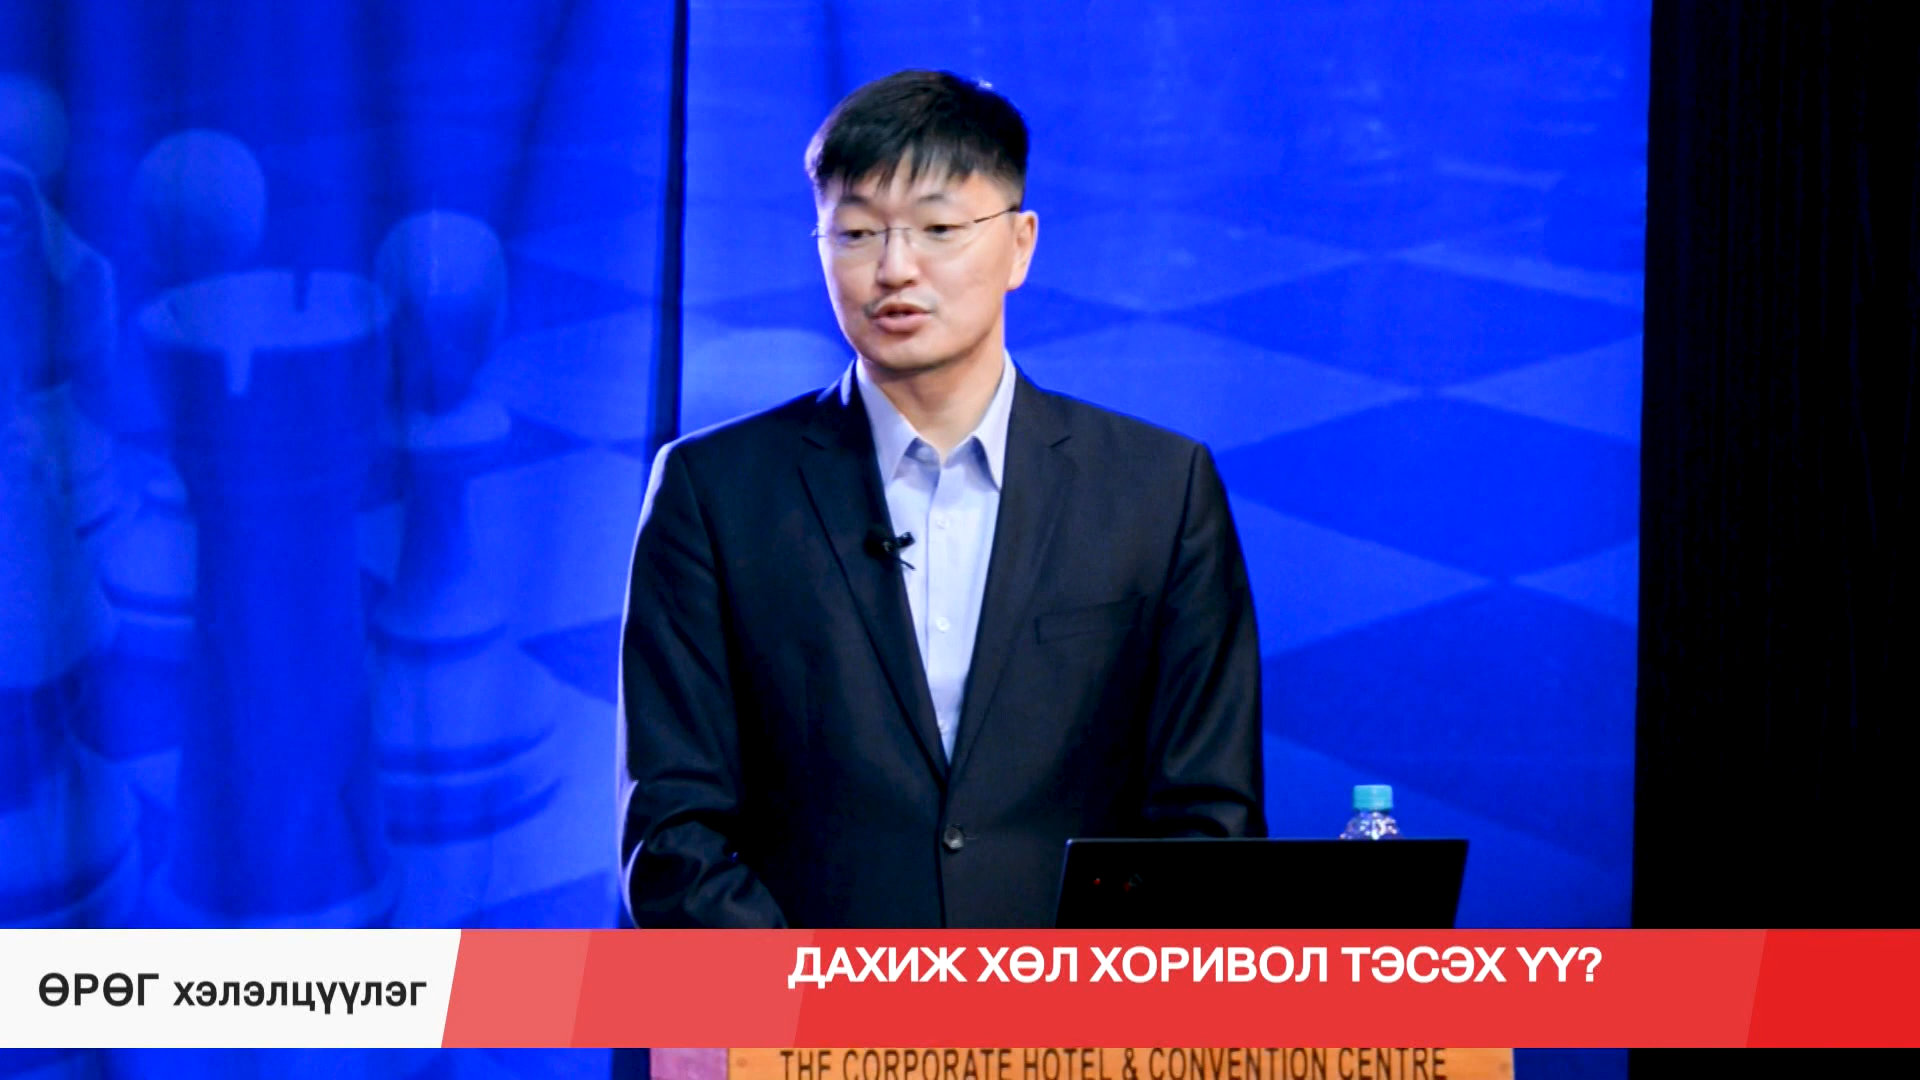 ДАХИЖ ХӨЛ ХОРИВОЛ ТЭСЭХ ҮҮ?
ӨРӨГ хэлэлцүүлэг
THE CORPORATE HOTEL & CONVENTION CENTRE